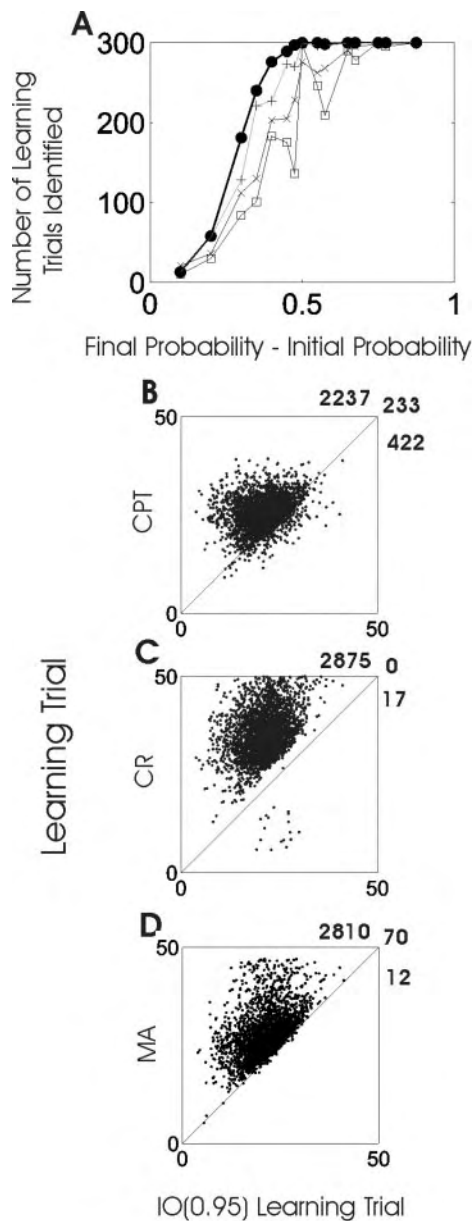 A
300
200
100
0
Number of Learning
Trials Identified
0
0.5
1
Final Probability - Initial Probability
B
2237
233
422
50
CPT
0
0
50
C
2875
0
17
50
CR
0
0
50
Learning Trial
D
2810
70
12
50
MA
0
0
50
IO(0.95) Learning Trial